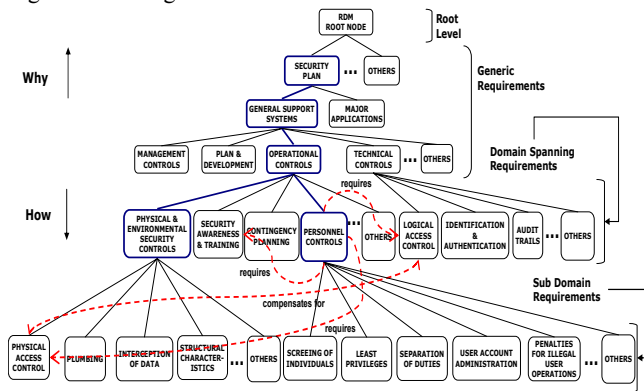 RDM
ROOT NODE
Root
Level
Why
SECURITY
PLAN
...
OTHERS
Generic
Requirements
GENERAL SUPPORT
SYSTEMS
MAJOR
APPLICATIONS
MANAGEMENT
CONTROLS
PLAN &
DEVELOPMENT
OPERATIONAL
CONTROLS
TECHNICAL
CONTROLS
...
OTHERS
Domain Spanning
Requirements
requires
How
PHYSICAL &
ENVIRONMENTAL
SECURITY
CONTROLS
SECURITY
AWARENESS
& TRAINING
CONTINGENCY
PLANNING
PERSONNEL
CONTROLS
...
OTHERS
LOGICAL
ACCESS
CONTROL
IDENTIFICATION
&
AUTHENTICATION
AUDIT
TRAILS
...
OTHERS
requires
Sub Domain
Requirements
compensates for
requires
PHYSICAL
ACCESS
CONTROL
PLUMBING
INTERCEPTION
OF DATA
STRUCTURAL
CHARACTER-
ISTICS
...
OTHERS
SCREEING OF
INDIVIDUALS
LEAST
PRIVILEGES
SEPARATION
OF DUTIES
USER ACCOUNT
ADMINISTRATION
PENALTIES
FOR ILLEGAL
USER
OPERATIONS
...
OTHERS